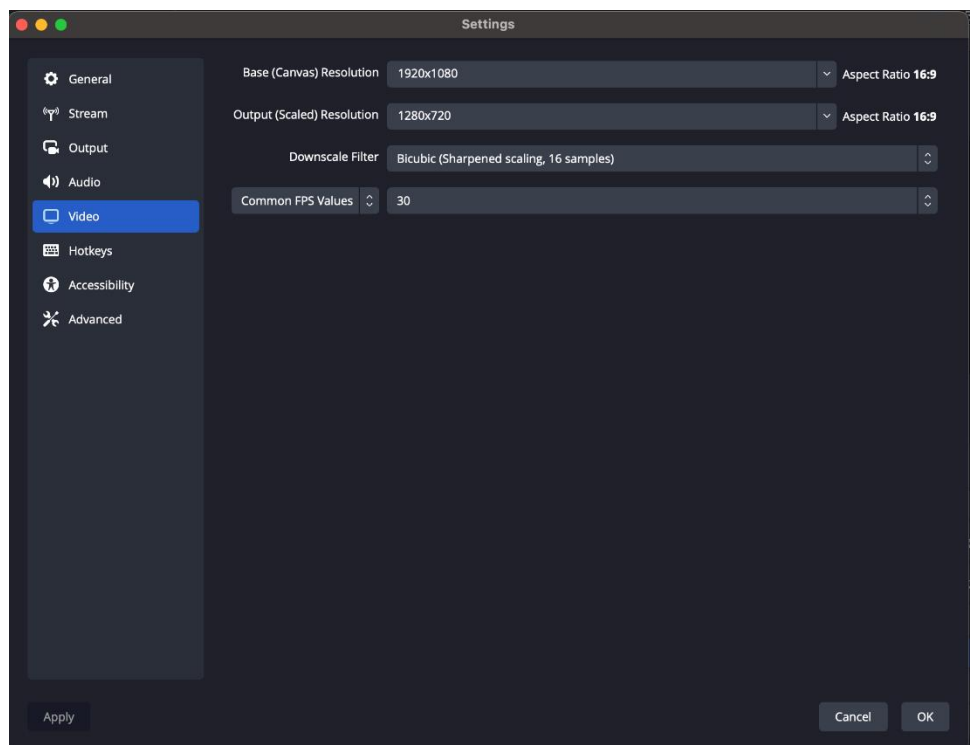 Settings
General
Stream
Output
Audio
Video
Hotkeys
Accessibility
Advanced
Base (Canvas) Resolution 1920x1080 Aspect Ratio 16:9
Output (Scaled) Resolution 1280x720 Aspect Ratio 16:9
Downscale Filter Bicubic (Sharpened scaling, 16 samples)
Common FPS Values 30
Apply Cancel OK